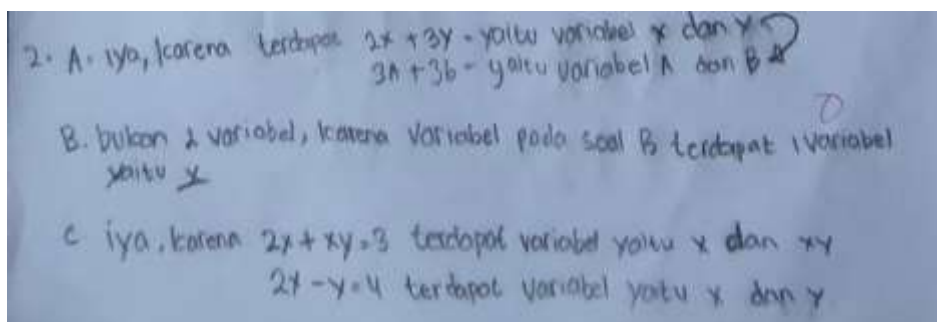 2. A. iya, karena terdapat 2x + 3y - yaitu variabel x dan y
3A + 3b - yaitu variabel A dan B
B. bukan 2 variabel, karena variabel pada soal B terdapat 1 variabel
yaitu y
C iya, karena 2x + xy = 3 terdapat variabel yaitu x dan xy
2x - y = 4 terdapat variabel yaitu x dan y